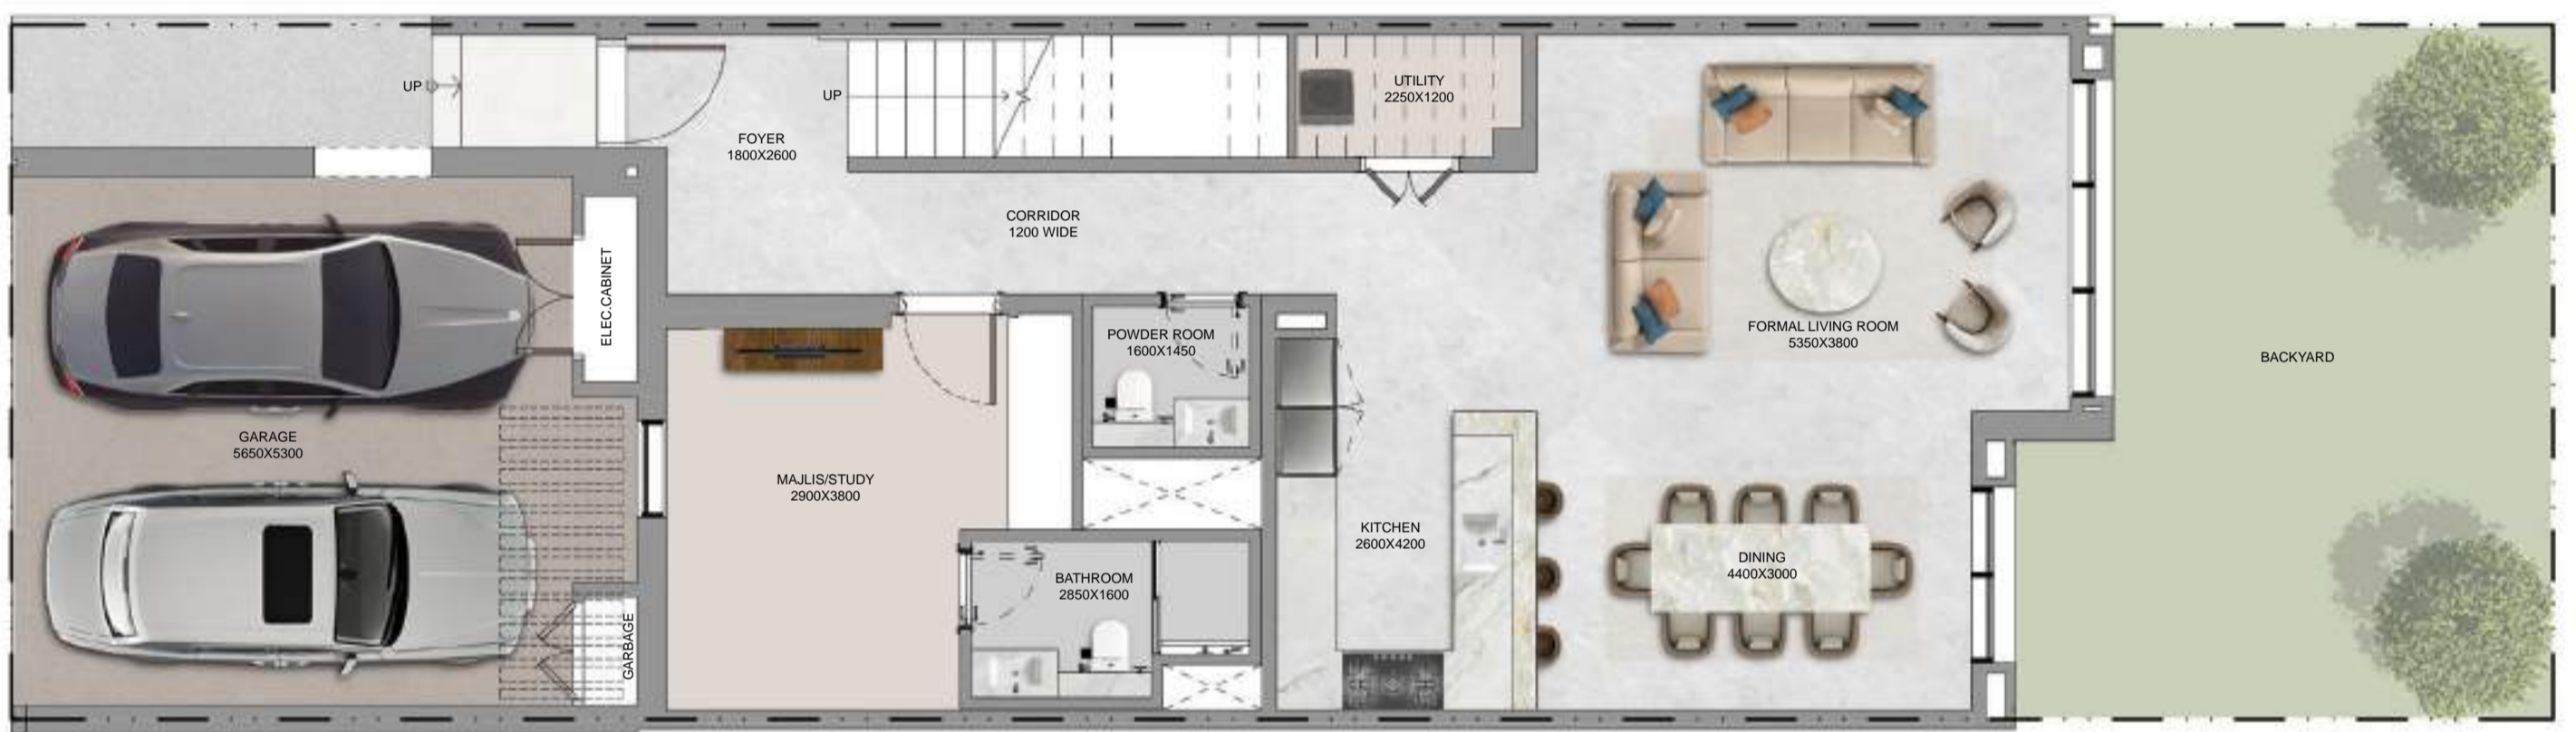 UP
FOYER
1800X2600
UP
UTILITY
2250X1200
CORRIDOR
1200 WIDE
ELEC.CABINET
GARAGE
5650X5300
GARBAGE
MAJLIS/STUDY
2900X3800
POWDER ROOM
1600X1450
BATHROOM
2850X1600
KITCHEN
2600X4200
FORMAL LIVING ROOM
5350X3800
DINING
4400X3000
BACKYARD